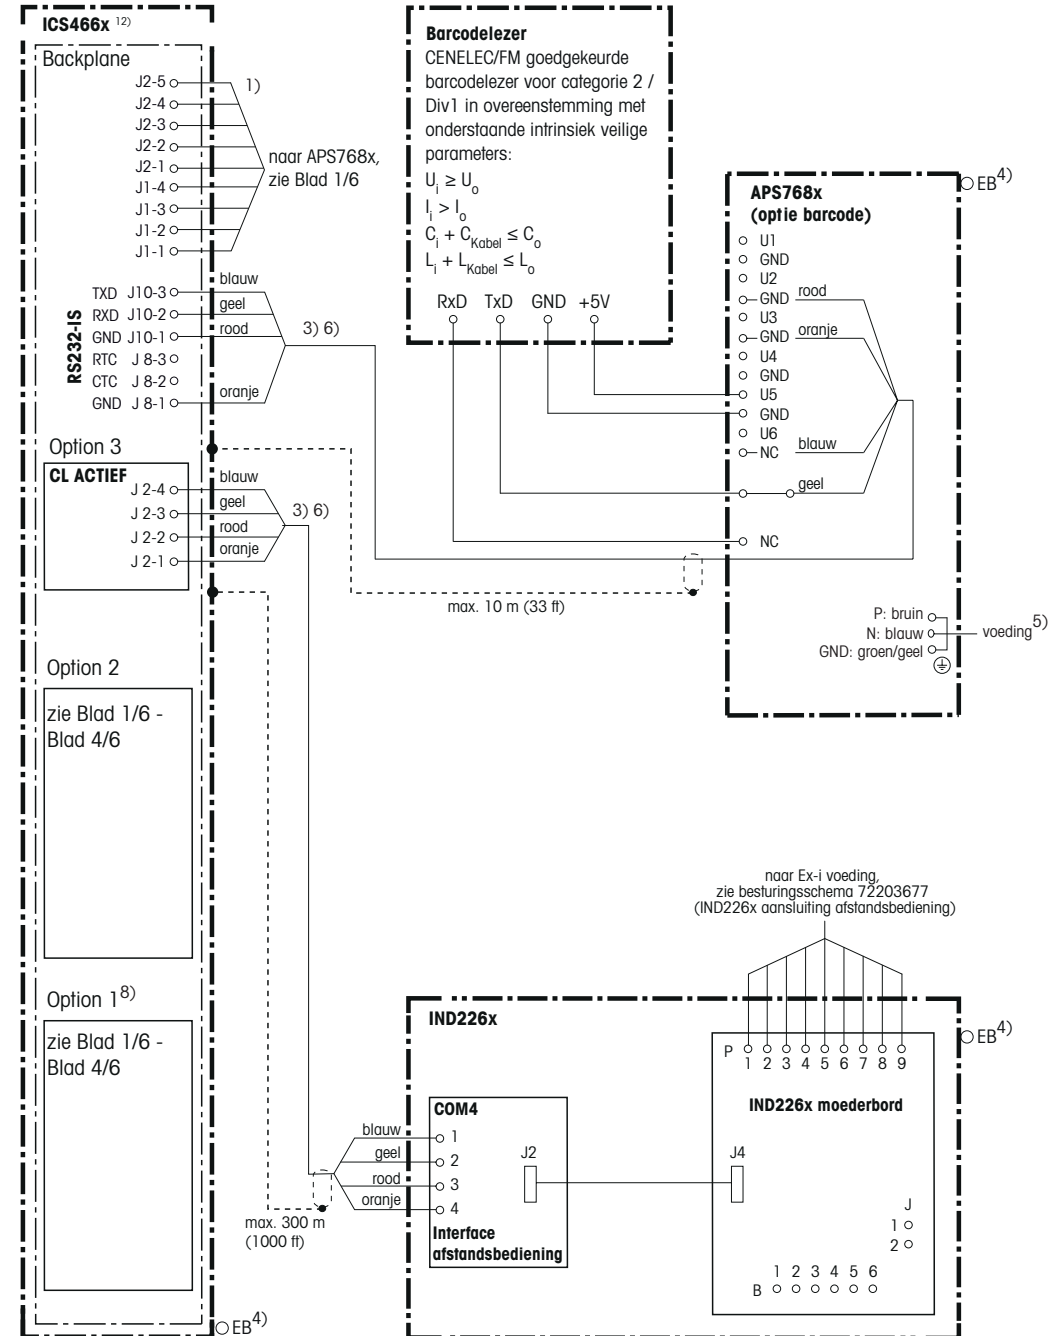 ICS466x 12)
Backplane
J2-5
J2-4
J2-3
J2-2
J2-1
J1-4
J1-3
J1-2
J1-1
1)
naar APS768x,
zie Blad 1/6
RS232-IS
TXD J10-3
RXD J10-2
GND J10-1
RTC J 8-3
CTC J 8-2
GND J 8-1
blauw
geel
rood
oranje
3) 6)
Option 3
CL ACTIEF
J 2-4
J 2-3
J 2-2
J 2-1
blauw
geel
rood
oranje
3) 6)
Option 2
zie Blad 1/6 -
Blad 4/6
Option 1 8)
zie Blad 1/6 -
Blad 4/6
EB 4)
Barcodelezer
CENELEC/FM goedgekeurde
barcodelezer voor categorie 2 /
Div1 in overeenstemming met
onderstaande intrinsiek veilige
parameters:
Ui ≥ Uo
Ii > Io
Ci + CKabel ≤ Co
Li + LKabel ≤ Lo
RxD TxD GND +5V
APS768x
(optie barcode)
EB 4)
U1
GND
U2
GND rood
U3
GND oranje
U4
GND
U5
GND
U6
NC blauw
geel
NC
max. 10 m (33 ft)
P: bruin
N: blauw
GND: groen/geel
voeding 5)
naar Ex-i voeding,
zie besturingsschema 72203677
(IND226x aansluiting afstandsbediening)
IND226x
EB 4)
P
1 2 3 4 5 6 7 8 9
IND226x moederbord
COM4
blauw 1
geel 2
rood 3
oranje 4
J2
J4
Interface
afstandsbediening
J
1
2
1 2 3 4 5 6
B
max. 300 m
(1000 ft)